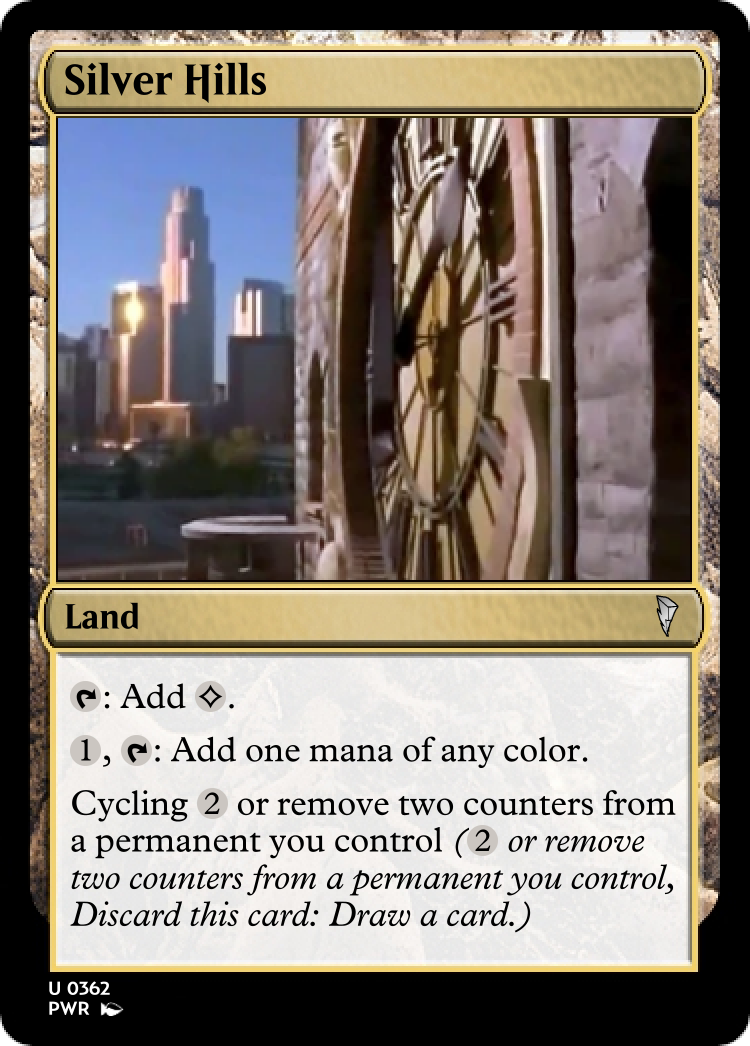 Silver Hills
Land
: Add .
1, : Add one mana of any color.
Cycling 2 or remove two counters from
a permanent you control (2 or remove
two counters from a permanent you control,
Discard this card: Draw a card.)
U 0362
PWR